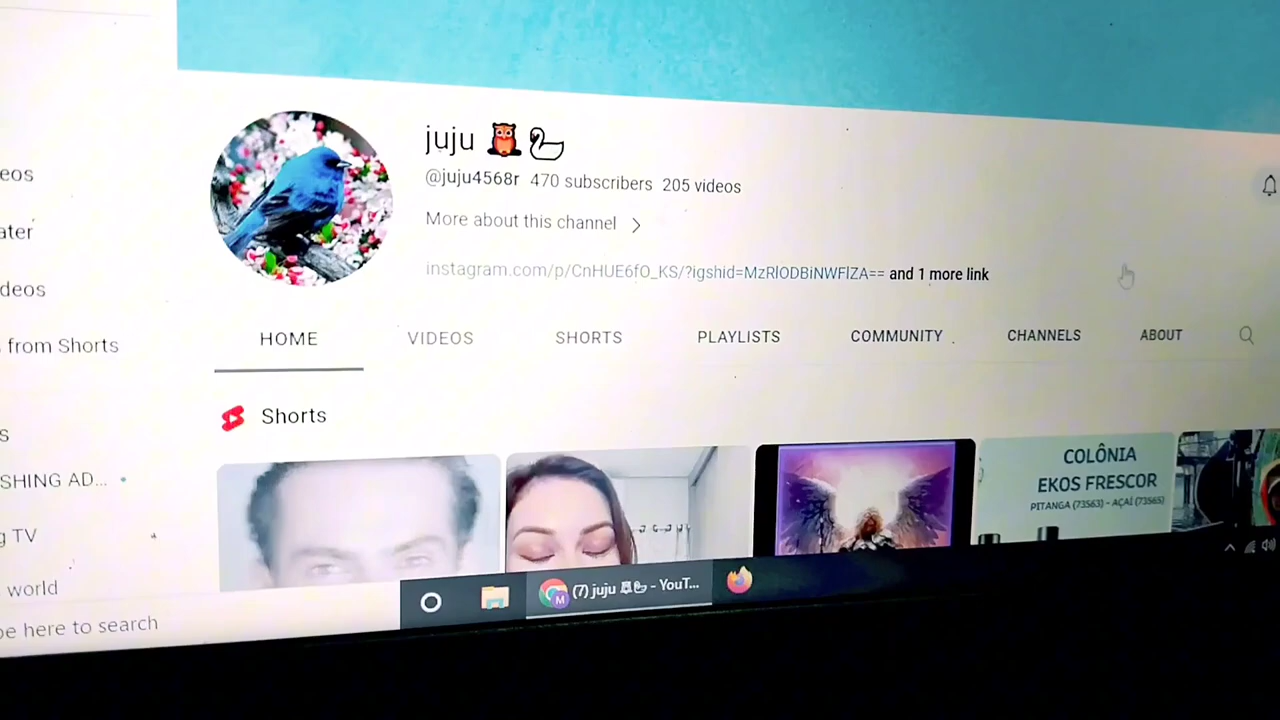 juju 🦉🦢
@juju4568r 470 subscribers 205 videos
More about this channel
instagram.com/p/CnHUE6fO_KS/?igshid=MzRlODBiNWFlZA== and 1 more link
HOME VIDEOS SHORTS PLAYLISTS COMMUNITY CHANNELS ABOUT
Shorts
eos
ater
deos
from Shorts
s
SHING AD...
g TV
world
COLÔNIA
EKOS FRESCOR
PITANGA (73563) - AÇAÍ (73565)
pe here to search
(7) juju 🦉🦢 - YouT...
M